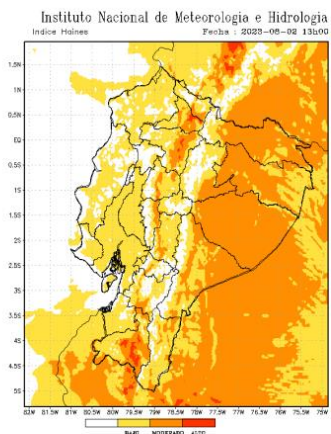 Instituto Nacional de Meteorologia e Hidrologia
Indice Haines Fecha : 2023-08-02 13h00
1.5N
1N
0.5N
EQ
0.5S
1S
1.5S
2S
2.5S
3S
3.5S
4S
4.5S
5S
82W 81.5W 81W 80.5W 80W 79.5W 79W 78.5W 78W 77.5W 77W 76.5W 76W 75.5W 75W
BAJO MODERADO ALTO